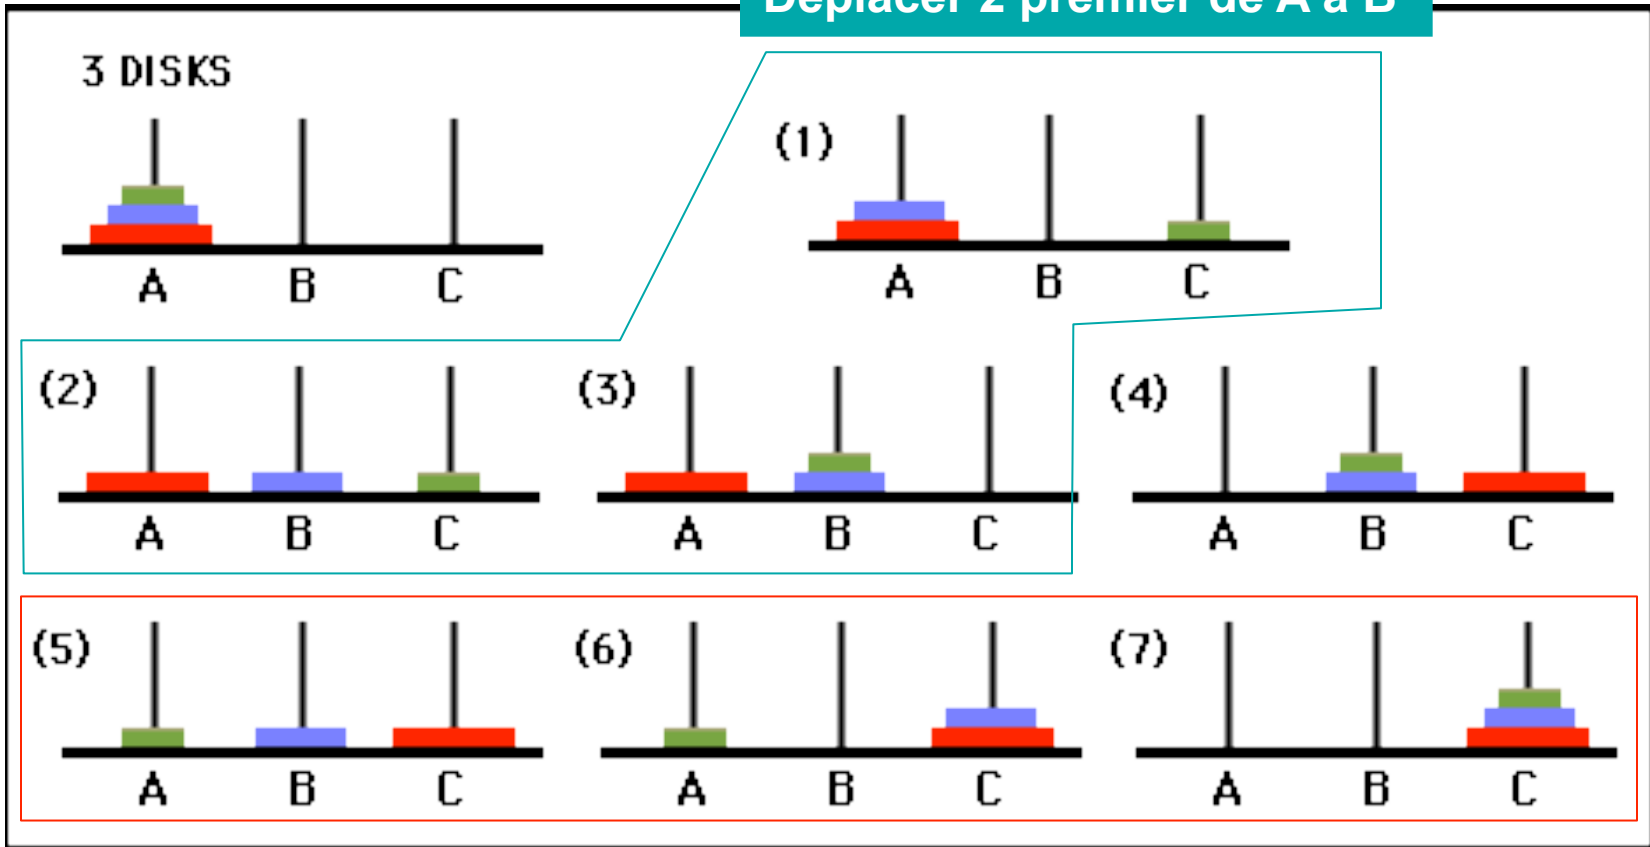 Déplacer 2 premier de A à B
3 DISKS
A B C
(1)
A B C
(2)
A B C
(3)
A B C
(4)
A B C
(5)
A B C
(6)
A B C
(7)
A B C